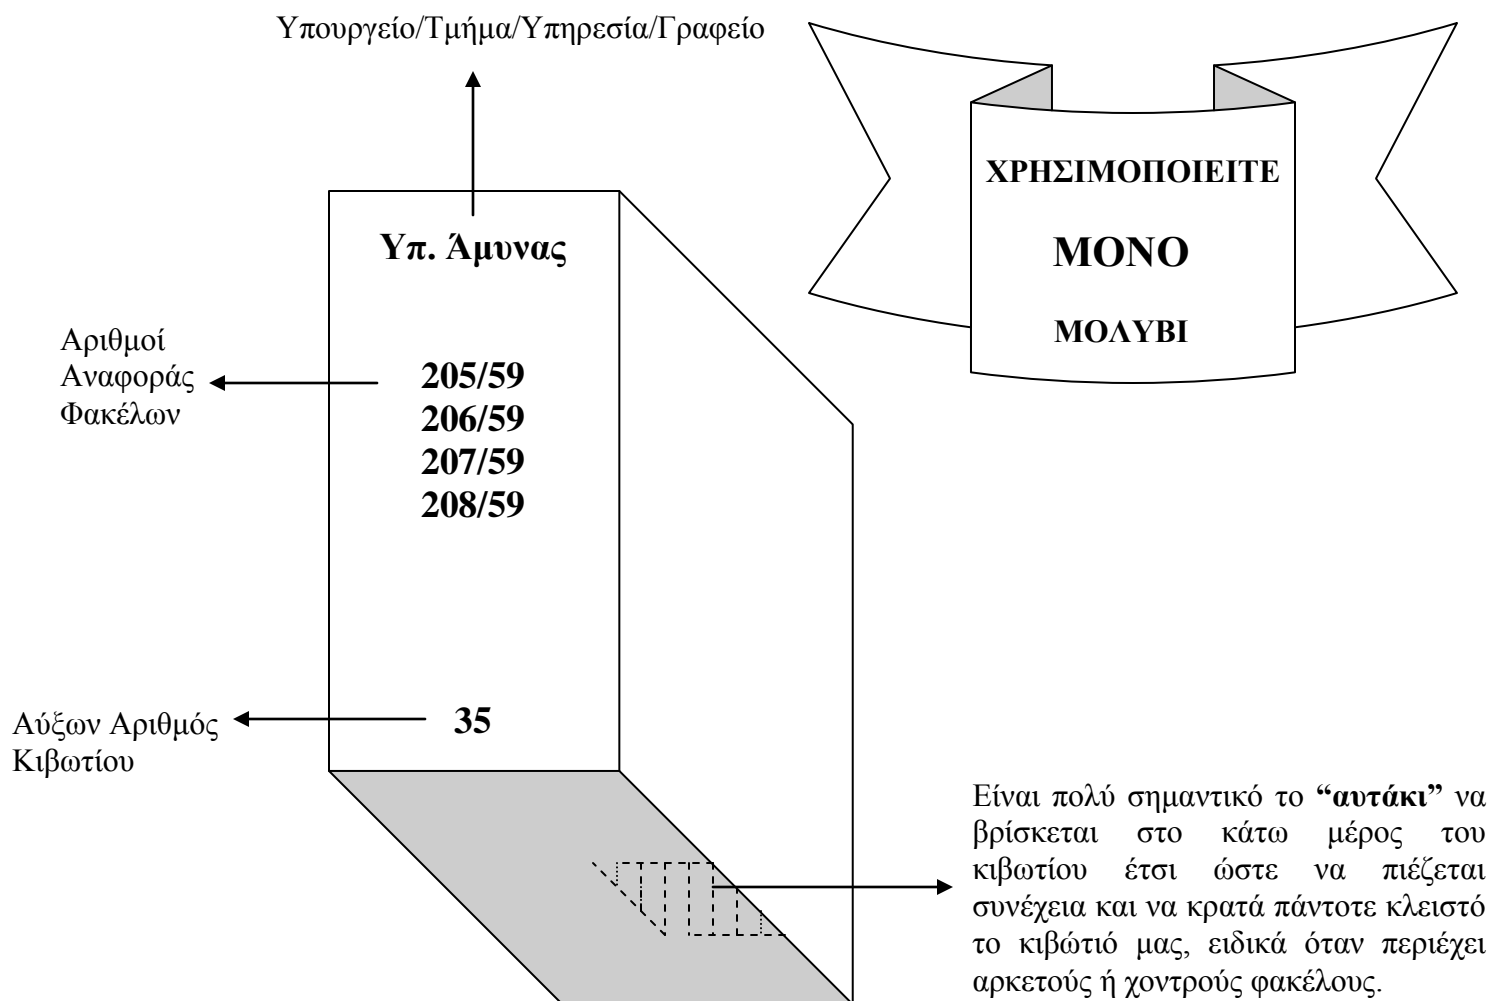 Υπουργείο/Τμήμα/Υπηρεσία/Γραφείο
ΧΡΗΣΙΜΟΠΟΙΕΙΤΕ
ΜΟΝΟ
ΜΟΛΥΒΙ
Υπ. Άμυνας
Αριθμοί
Αναφοράς
Φακέλων
205/59
206/59
207/59
208/59
Αύξων Αριθμός
Κιβωτίου
35
Είναι πολύ σημαντικό το “αυτάκι” να
βρίσκεται στο κάτω μέρος του
κιβωτίου έτσι ώστε να πιέζεται
συνέχεια και να κρατά πάντοτε κλειστό
το κιβώτιό μας, ειδικά όταν περιέχει
αρκετούς ή χοντρούς φακέλους.